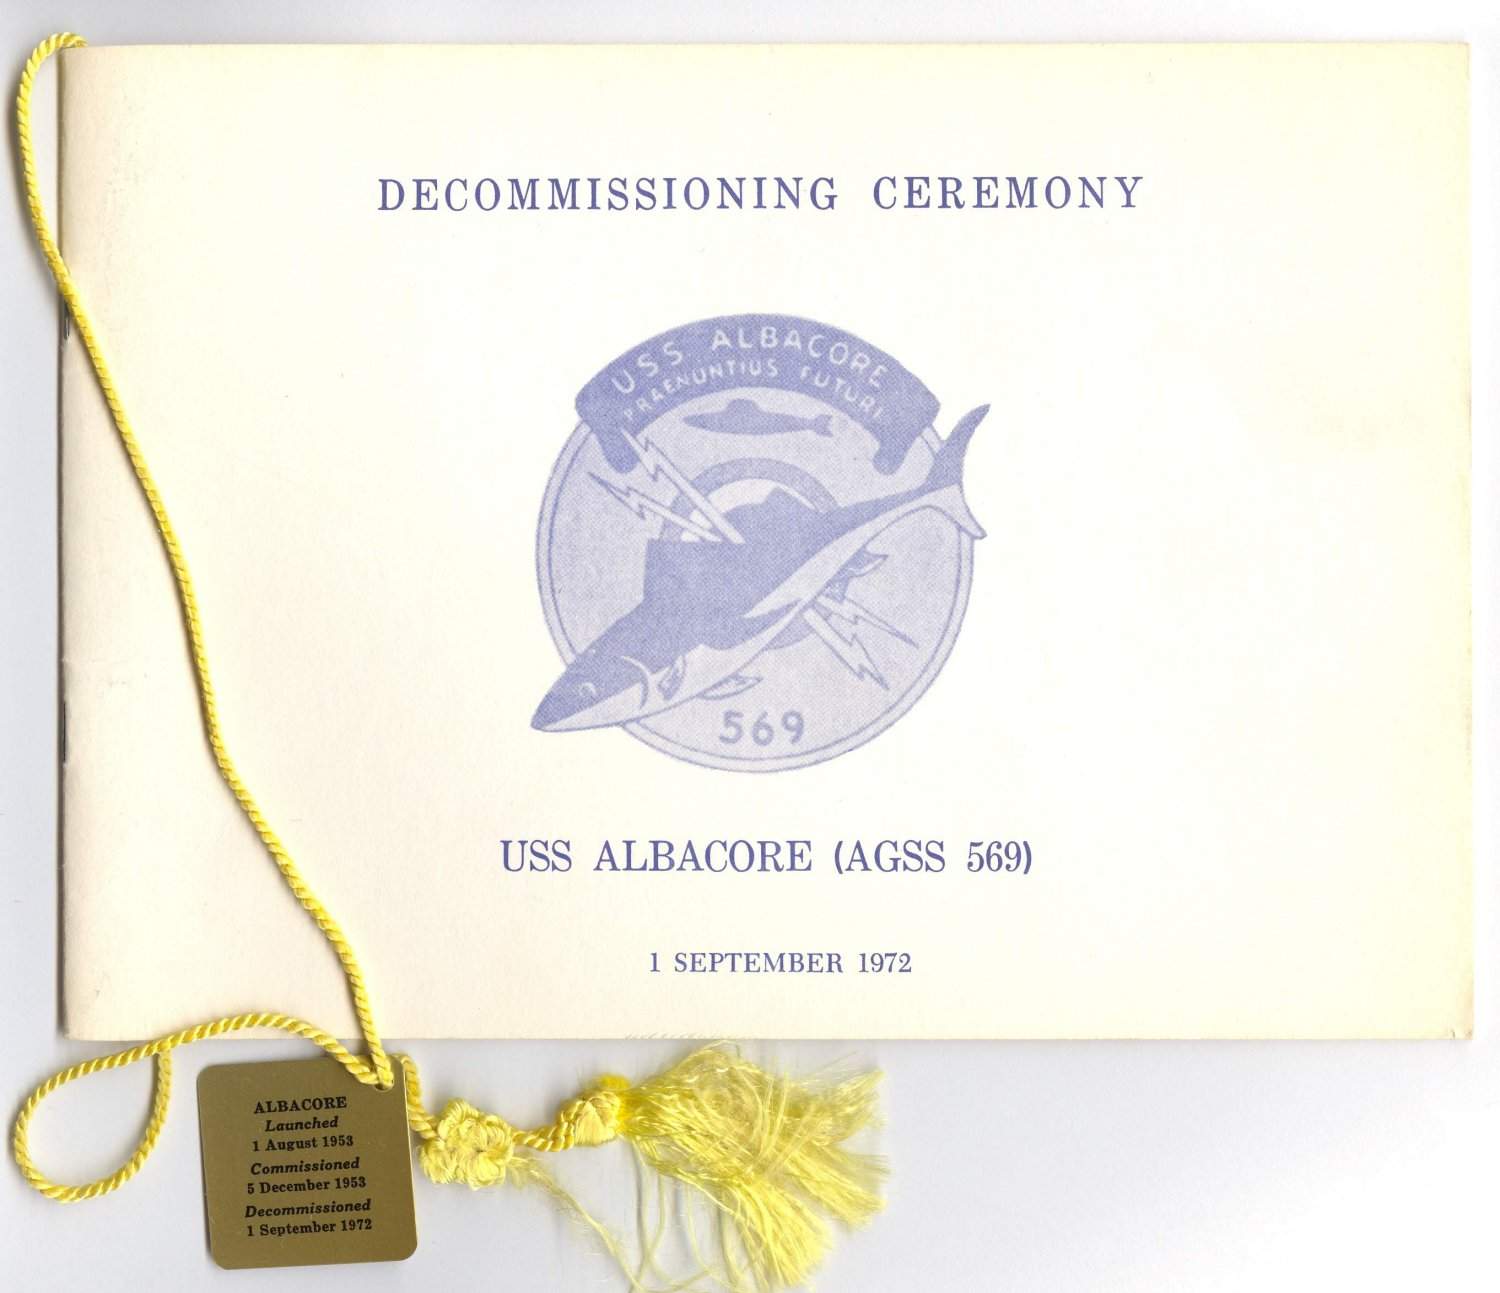 DECOMMISSIONING CEREMONY
USS ALBACORE
PRAENUNTIUS FUTURI
569
USS ALBACORE (AGSS 569)
1 SEPTEMBER 1972
ALBACORE
Launched
1 August 1953
Commissioned
5 December 1953
Decommissioned
1 September 1972